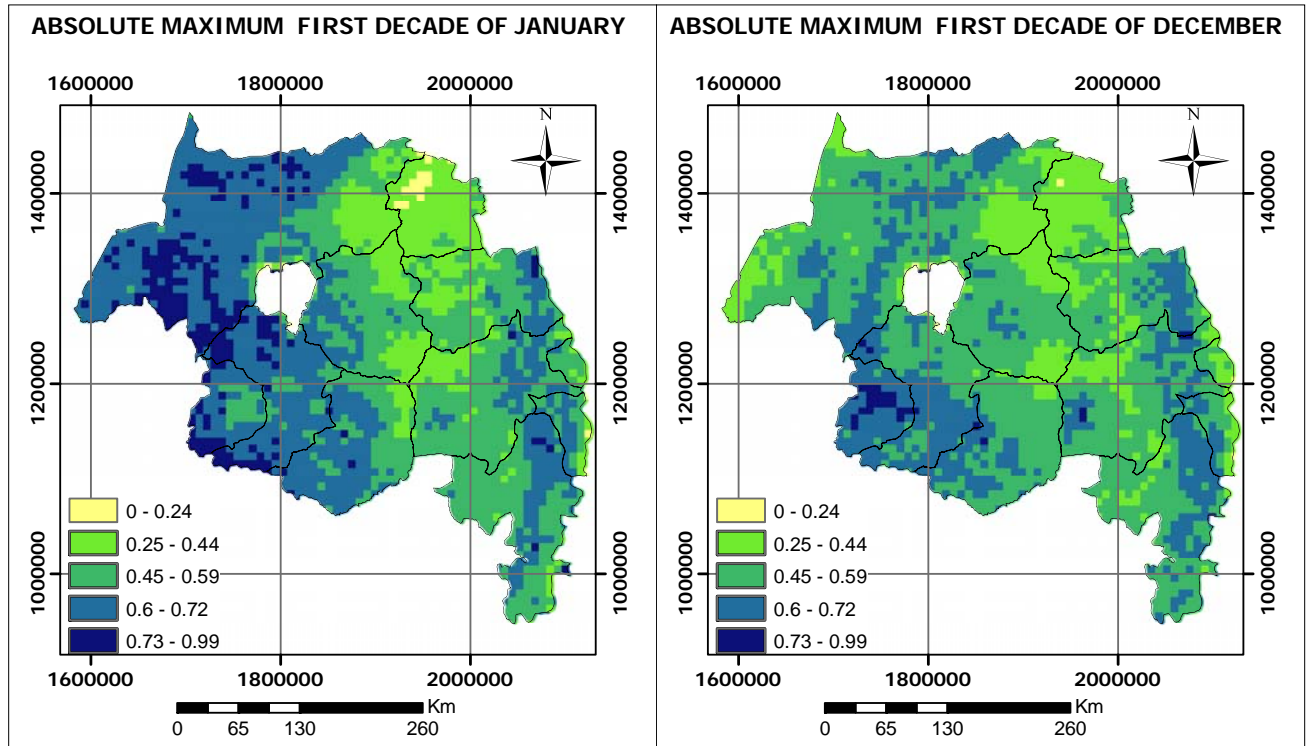 ABSOLUTE MAXIMUM  FIRST DECADE OF JANUARY
1600000 1800000 2000000
N
1400000 1400000
1200000 1200000
1000000 1000000
0 - 0.24
0.25 - 0.44
0.45 - 0.59
0.6 - 0.72
0.73 - 0.99
1600000 1800000 2000000
Km
0 65 130 260
ABSOLUTE MAXIMUM  FIRST DECADE OF DECEMBER
1600000 1800000 2000000
N
1400000 1400000
1200000 1200000
1000000 1000000
0 - 0.24
0.25 - 0.44
0.45 - 0.59
0.6 - 0.72
0.73 - 0.99
1600000 1800000 2000000
Km
0 65 130 260